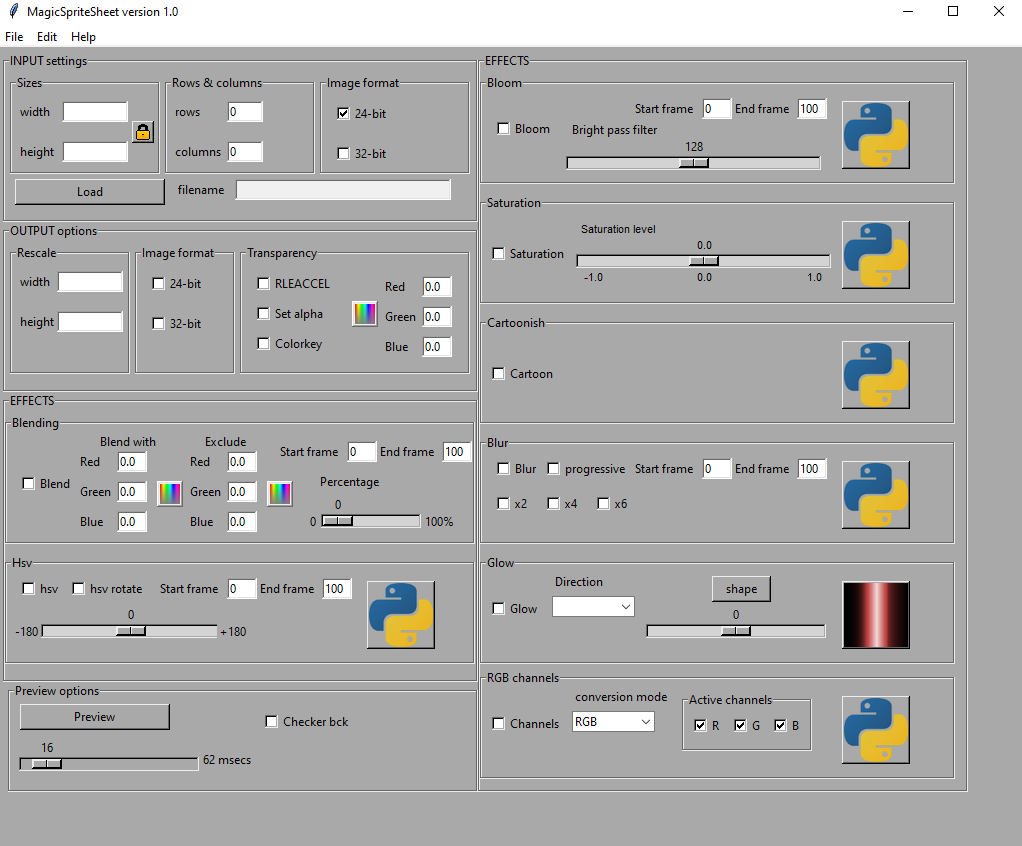 MagicSpriteSheet version 1.0
File Edit Help
INPUT settings
Sizes
width
height
Rows & columns
rows 0
columns 0
Image format
24-bit
32-bit
Load
filename
OUTPUT options
Rescale
width
height
Image format
24-bit
32-bit
Transparency
RLEACCEL
Set alpha
Colorkey
Red 0.0
Green 0.0
Blue 0.0
EFFECTS
Blending
Blend
Blend with
Red 0.0
Green 0.0
Blue 0.0
Exclude
Red 0.0
Green 0.0
Blue 0.0
Start frame 0 End frame 100
Percentage
0
0 100%
Hsv
hsv hsv rotate Start frame 0 End frame 100
0
-180 +180
Preview options
Preview
Checker bck
16
62 msecs
EFFECTS
Bloom
Start frame 0 End frame 100
Bloom Bright pass filter
128
Saturation
Saturation level
Saturation
0.0
-1.0 0.0 1.0
Cartoonish
Cartoon
Blur
Blur progressive Start frame 0 End frame 100
x2 x4 x6
Glow
Direction
shape
Glow
0
RGB channels
conversion mode
Channels RGB
Active channels
R G B